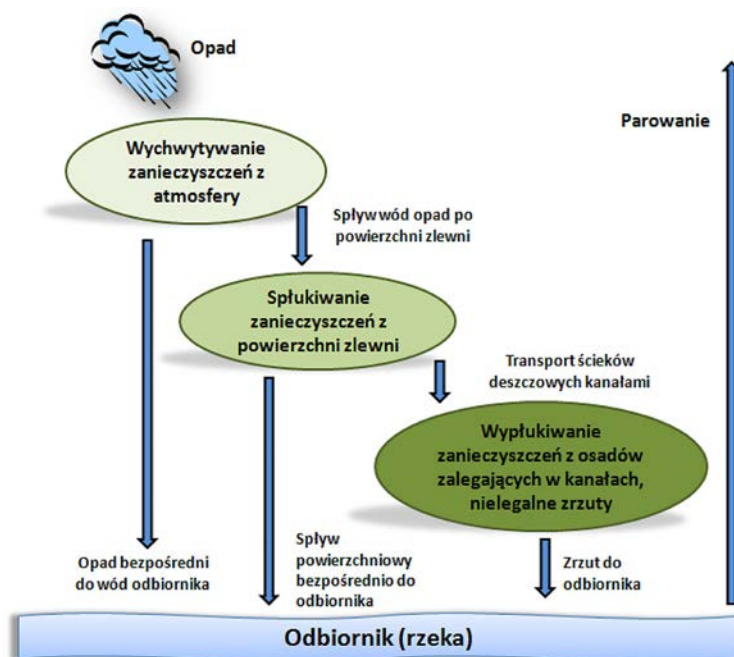 Opad
Parowanie
Wychwytywanie
zanieczyszczeń z
atmosfery
Spływ wód opad po
powierzchni zlewni
Spłukiwanie
zanieczyszczeń z
powierzchni zlewni
Transport ścieków
deszczowych kanałami
Wypłukiwanie
zanieczyszczeń z osadów
zalegających w kanałach,
nielegalne zrzuty
Opad bezpośredni
do wód odbiornika
Spływ
powierzchniowy
bezpośrednio do
odbiornika
Zrzut do
odbiornika
Odbiornik (rzeka)